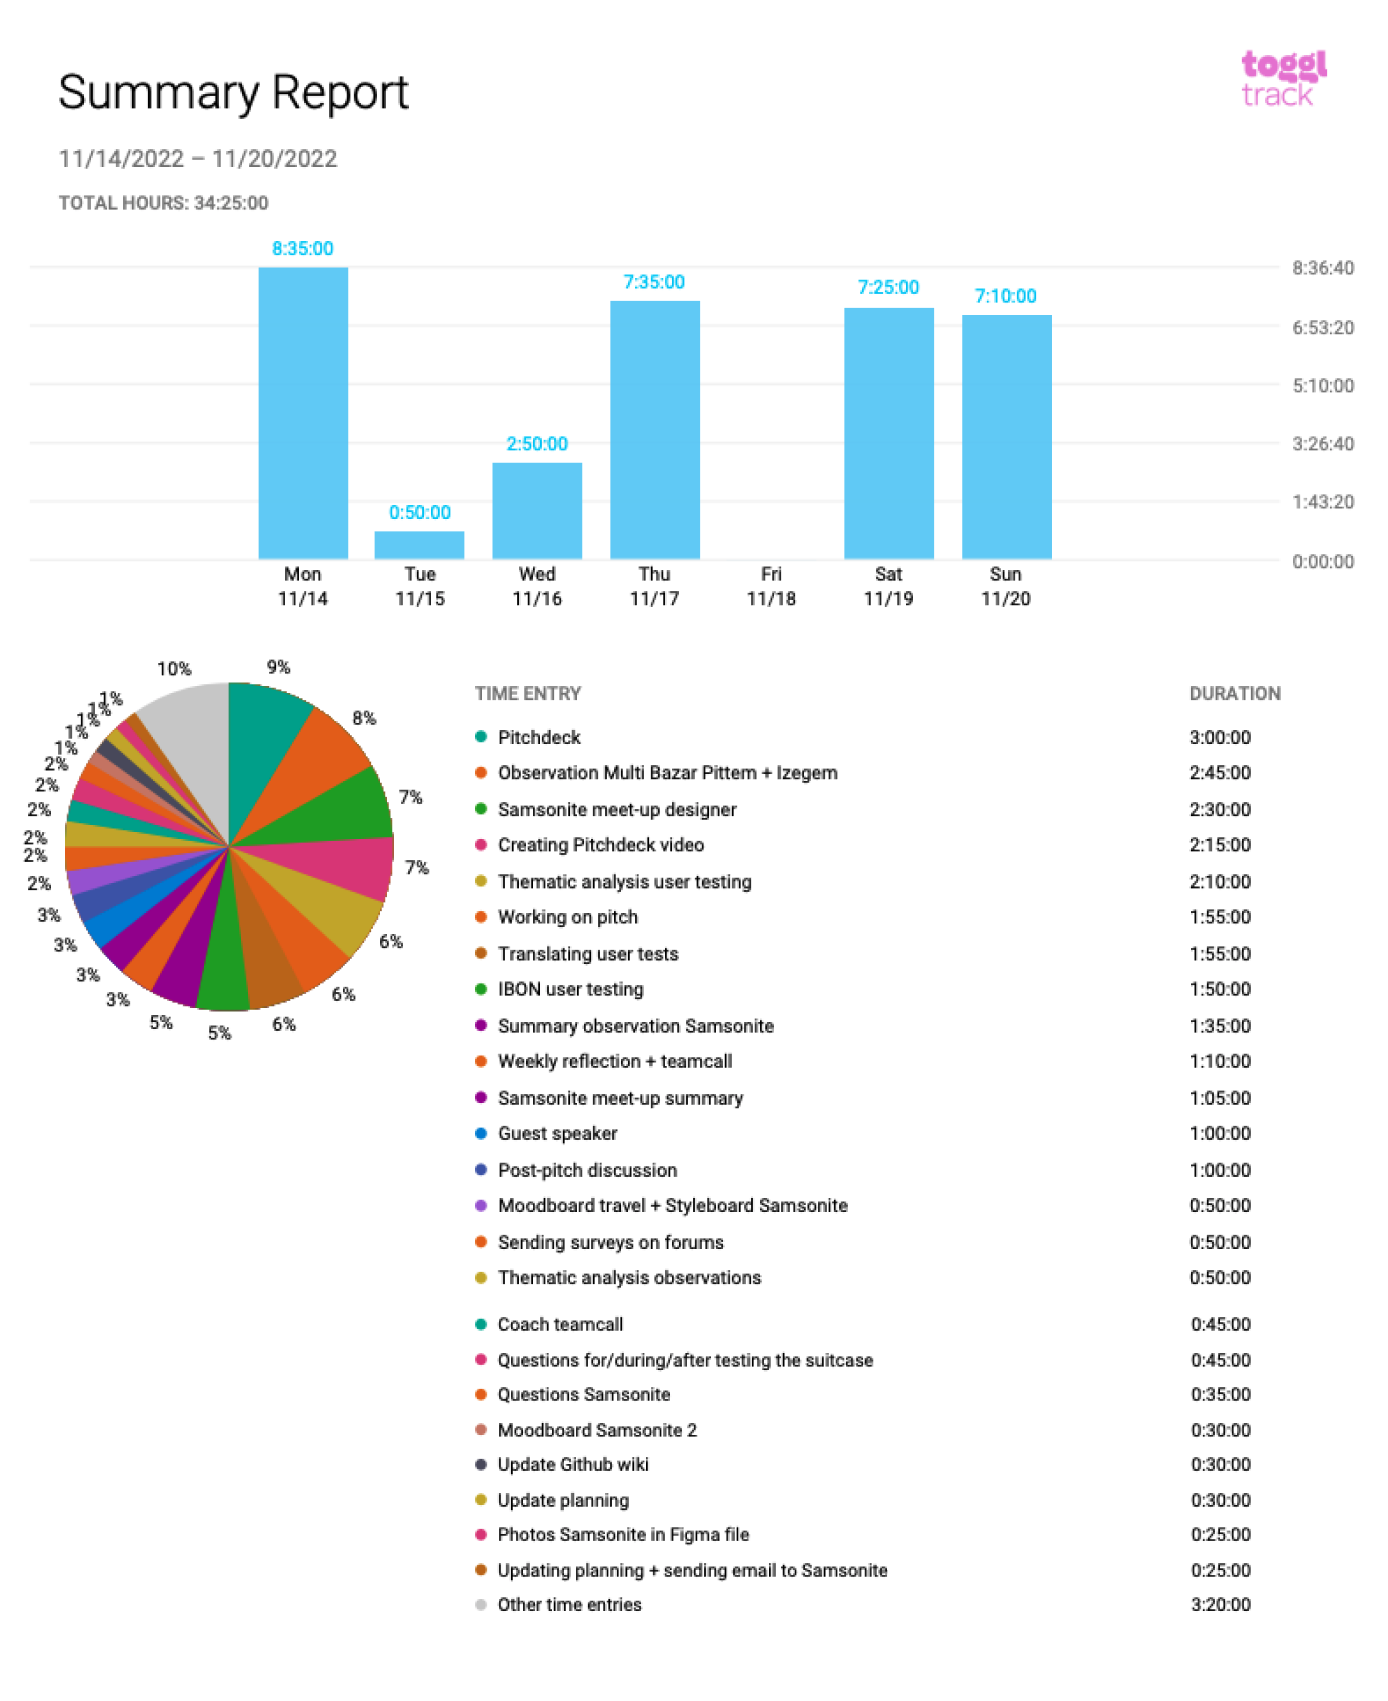 toggl
track
Summary Report
11/14/2022 – 11/20/2022
TOTAL HOURS: 34:25:00
8:35:00
0:50:00
2:50:00
7:35:00
7:25:00
7:10:00
8:36:40
6:53:20
5:10:00
3:26:40
1:43:20
0:00:00
Mon Tue Wed Thu Fri Sat Sun
11/14 11/15 11/16 11/17 11/18 11/19 11/20
9%
8%
7%
7%
6%
6%
6%
5%
5%
3%
3%
3%
3%
2%
2%
2%
2%
2%
2%
1%
1%
1%
1%
1%
10%
TIME ENTRY DURATION
Pitchdeck 3:00:00
Observation Multi Bazar Pittem + Izegem 2:45:00
Samsonite meet-up designer 2:30:00
Creating Pitchdeck video 2:15:00
Thematic analysis user testing 2:10:00
Working on pitch 1:55:00
Translating user tests 1:55:00
IBON user testing 1:50:00
Summary observation Samsonite 1:35:00
Weekly reflection + teamcall 1:10:00
Samsonite meet-up summary 1:05:00
Guest speaker 1:00:00
Post-pitch discussion 1:00:00
Moodboard travel + Styleboard Samsonite 0:50:00
Sending surveys on forums 0:50:00
Thematic analysis observations 0:50:00
Coach teamcall 0:45:00
Questions for/during/after testing the suitcase 0:45:00
Questions Samsonite 0:35:00
Moodboard Samsonite 2 0:30:00
Update Github wiki 0:30:00
Update planning 0:30:00
Photos Samsonite in Figma file 0:25:00
Updating planning + sending email to Samsonite 0:25:00
Other time entries 3:20:00